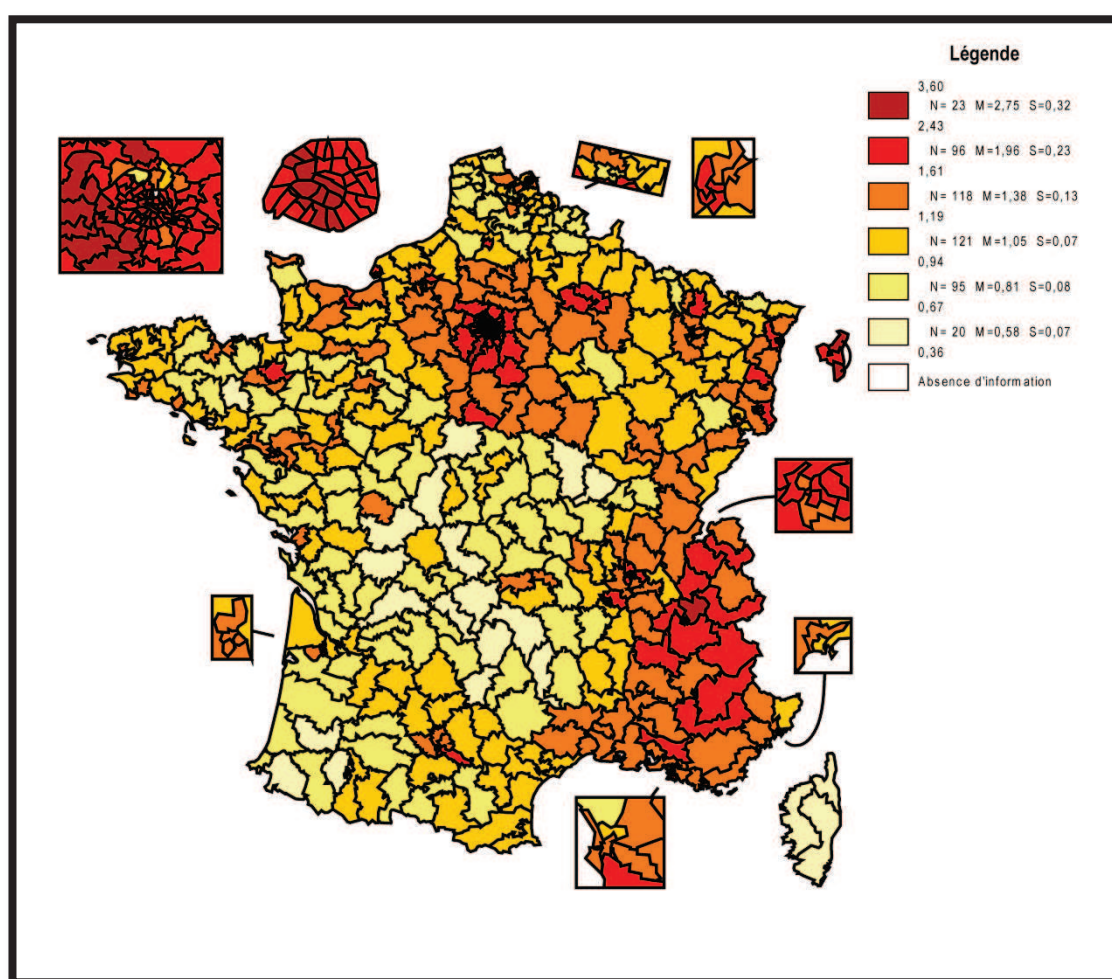 Légende
3,60
N= 23 M=2,75 S=0,32
2,43
N= 96 M=1,96 S=0,23
1,61
N= 118 M=1,38 S=0,13
1,19
N= 121 M=1,05 S=0,07
0,94
N= 95 M=0,81 S=0,08
0,67
N= 20 M=0,58 S=0,07
0,36
Absence d'information